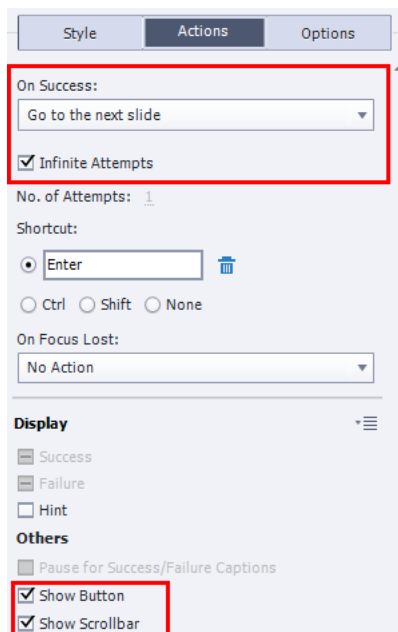 Style Actions Options
On Success:
Go to the next slide
Infinite Attempts
No. of Attempts: 1
Shortcut:
Enter
Ctrl Shift None
On Focus Lost:
No Action
Display
Success
Failure
Hint
Others
Pause for Success/Failure Captions
Show Button
Show Scrollbar